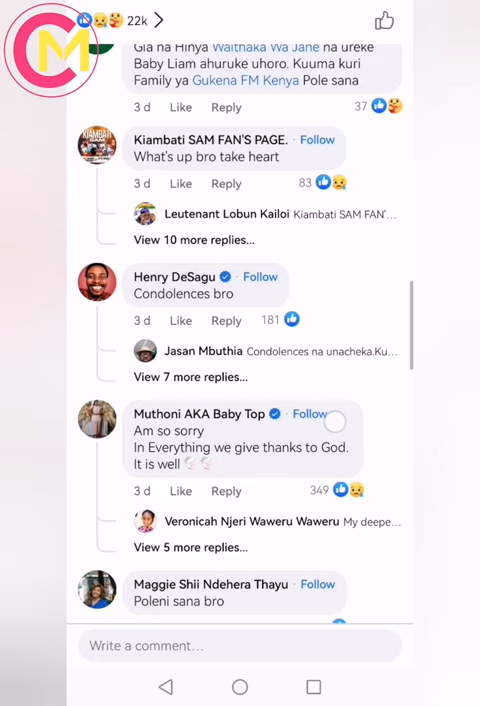 CM
22k
Gia na Hinya Waithaka Wa Jane na ureke
Baby Liam ahuruke uhoro. Kuuma kuri
Family ya Gukena FM Kenya Pole sana
3 d Like Reply 37
KIAMBATI
SAM
Kiambati SAM FAN'S PAGE. · Follow
What's up bro take heart
3 d Like Reply 83
Leutenant Lobun Kailoi Kiambati SAM FAN'...
View 10 more replies...
Henry DeSagu · Follow
Condolences bro
3 d Like Reply 181
Jasan Mbuthia Condolences na unacheka.Ku...
View 7 more replies...
Muthoni AKA Baby Top · Follow
Am so sorry
In Everything we give thanks to God.
It is well 🕊️🕊️
3 d Like Reply 349
Veronicah Njeri Waweru Waweru My deepe...
View 5 more replies...
Maggie Shii Ndehera Thayu · Follow
Poleni sana bro
Write a comment...